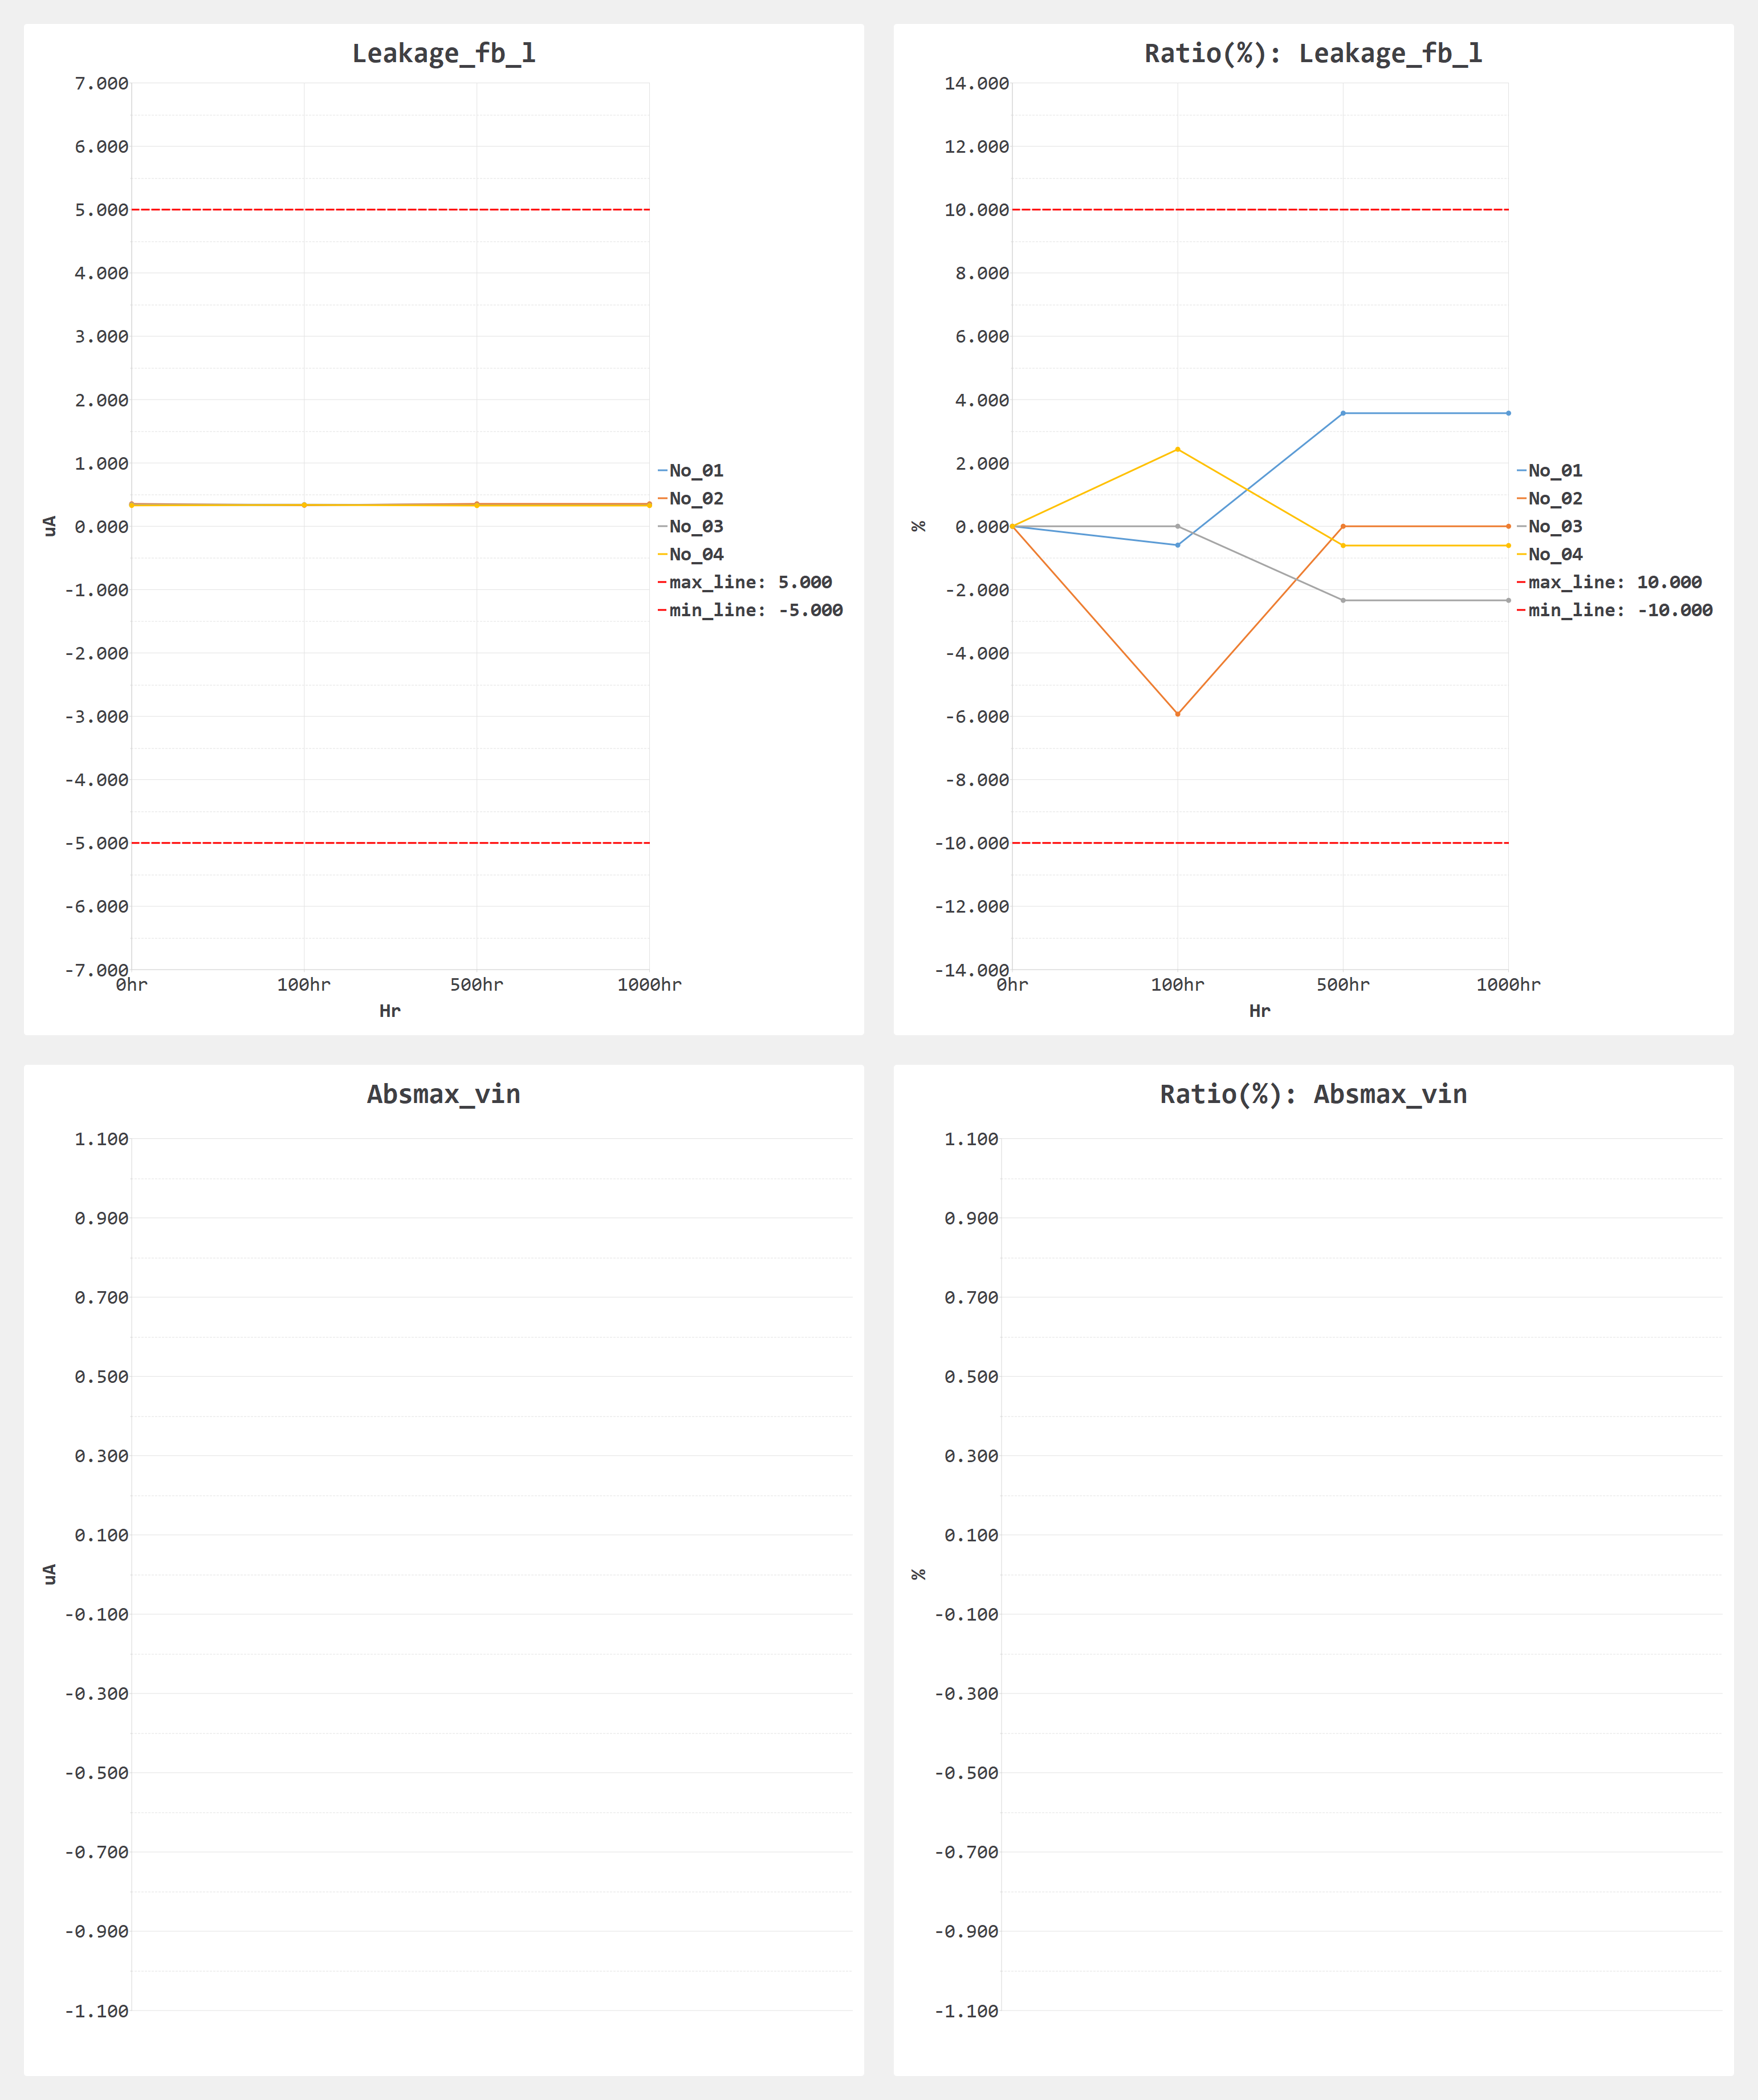 Leakage_fb_l
7.000
6.000
5.000
4.000
3.000
2.000
1.000
0.000
-1.000
-2.000
-3.000
-4.000
-5.000
-6.000
-7.000
uA
0hr 100hr 500hr 1000hr
Hr
No_01
No_02
No_03
No_04
max_line: 5.000
min_line: -5.000
Ratio(%): Leakage_fb_l
14.000
12.000
10.000
8.000
6.000
4.000
2.000
0.000
-2.000
-4.000
-6.000
-8.000
-10.000
-12.000
-14.000
%
0hr 100hr 500hr 1000hr
Hr
No_01
No_02
No_03
No_04
max_line: 10.000
min_line: -10.000
Absmax_vin
1.100
0.900
0.700
0.500
0.300
0.100
-0.100
-0.300
-0.500
-0.700
-0.900
-1.100
uA
Ratio(%): Absmax_vin
1.100
0.900
0.700
0.500
0.300
0.100
-0.100
-0.300
-0.500
-0.700
-0.900
-1.100
%